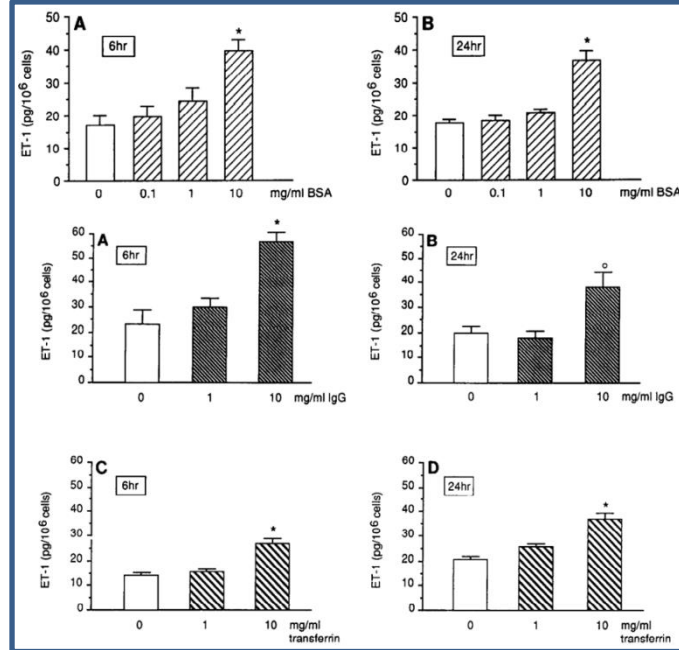 A
6hr
ET-1 (pg/10⁶ cells)
50
40
30
20
10
0
*
0 0.1 1 10 mg/ml BSA
B
24hr
ET-1 (pg/10⁶ cells)
50
40
30
20
10
0
*
0 0.1 1 10 mg/ml BSA
A
6hr
ET-1 (pg/10⁶ cells)
60
50
40
30
20
10
0
*
0 1 10 mg/ml IgG
B
24hr
ET-1 (pg/10⁶ cells)
60
50
40
30
20
10
0
○
0 1 10 mg/ml IgG
C
6hr
ET-1 (pg/10⁶ cells)
60
50
40
30
20
10
0
*
0 1 10 mg/ml
transferrin
D
24hr
ET-1 (pg/10⁶ cells)
60
50
40
30
20
10
0
*
0 1 10 mg/ml
transferrin